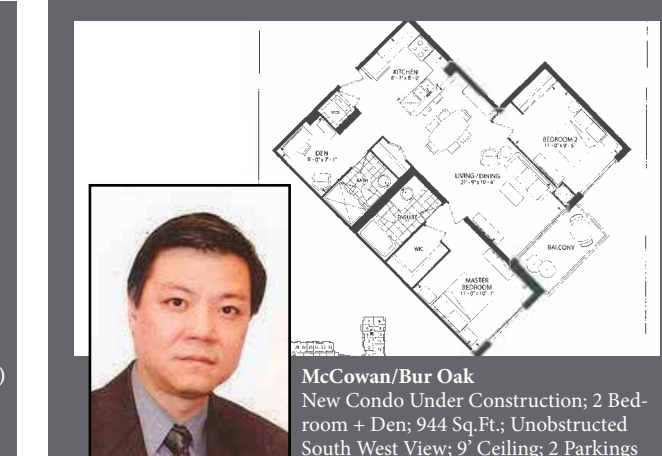 KITCHEN
DEN
BATH
ENSUITE
WIC.
LIVING / DINING
BEDROOM 2
BALCONY
MASTER
BEDROOM
)
McCowan/Bur Oak
New Condo Under Construction; 2 Bed-
room + Den; 944 Sq.Ft.; Unobstructed
South West View; 9’ Ceiling; 2 Parkings